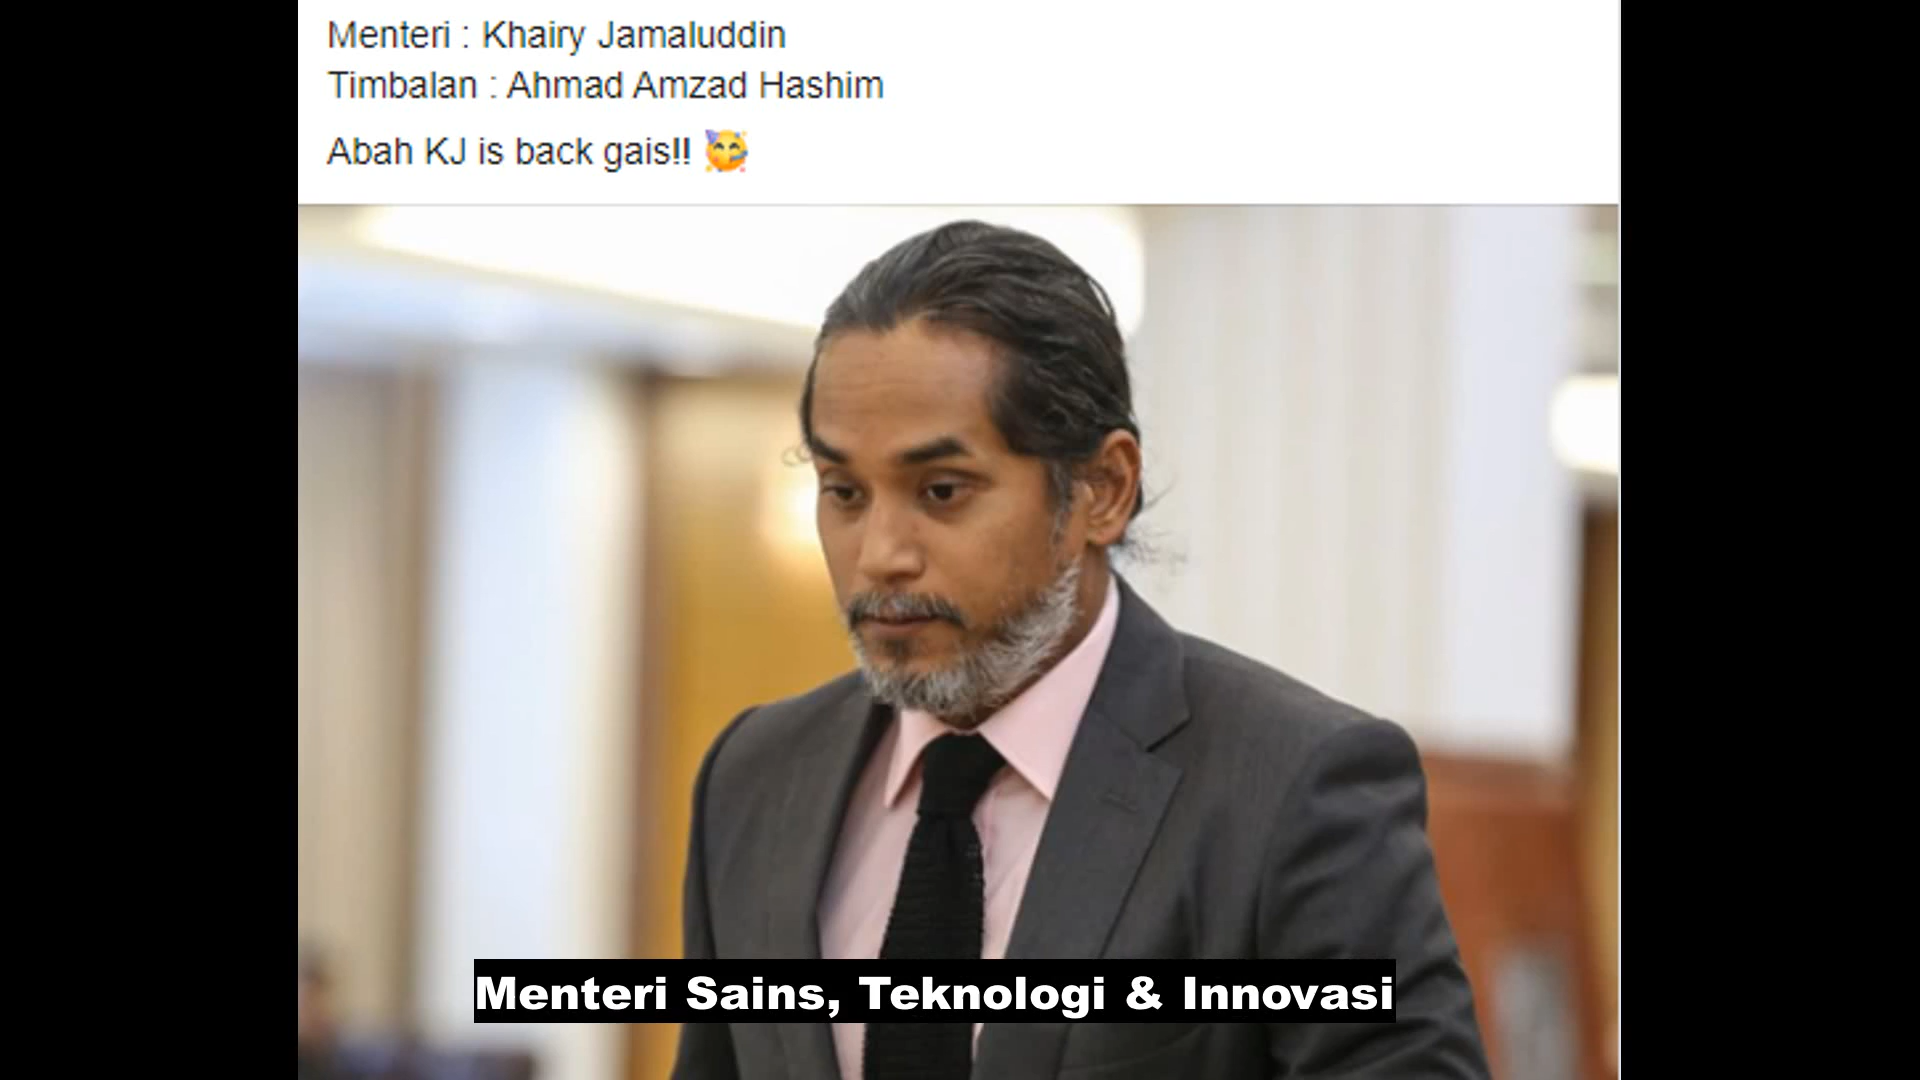 Menteri : Khairy Jamaluddin
Timbalan : Ahmad Amzad Hashim
Abah KJ is back gais!! 🥳
Menteri Sains, Teknologi & Innovasi